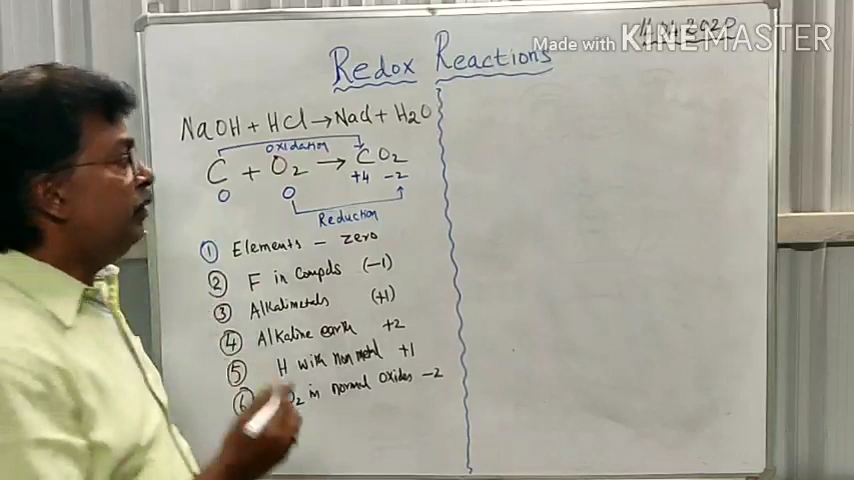 Made with KINEMASTER
Redox Reactions
NaOH + HCl → NaCl + H2O
oxidation
C + O2 → CO2
0 0 +4 -2
Reduction
① Elements - zero
② F in Compds (-1)
③ Alkalimetals (+1)
④ Alkaline earth +2
⑤ H with non metal +1
⑥ O2 in normal oxides -2